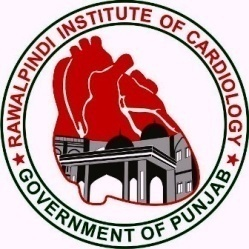 RAWALPINDI INSTITUTE OF CARDIOLOGY
GOVERNMENT OF PUNJAB